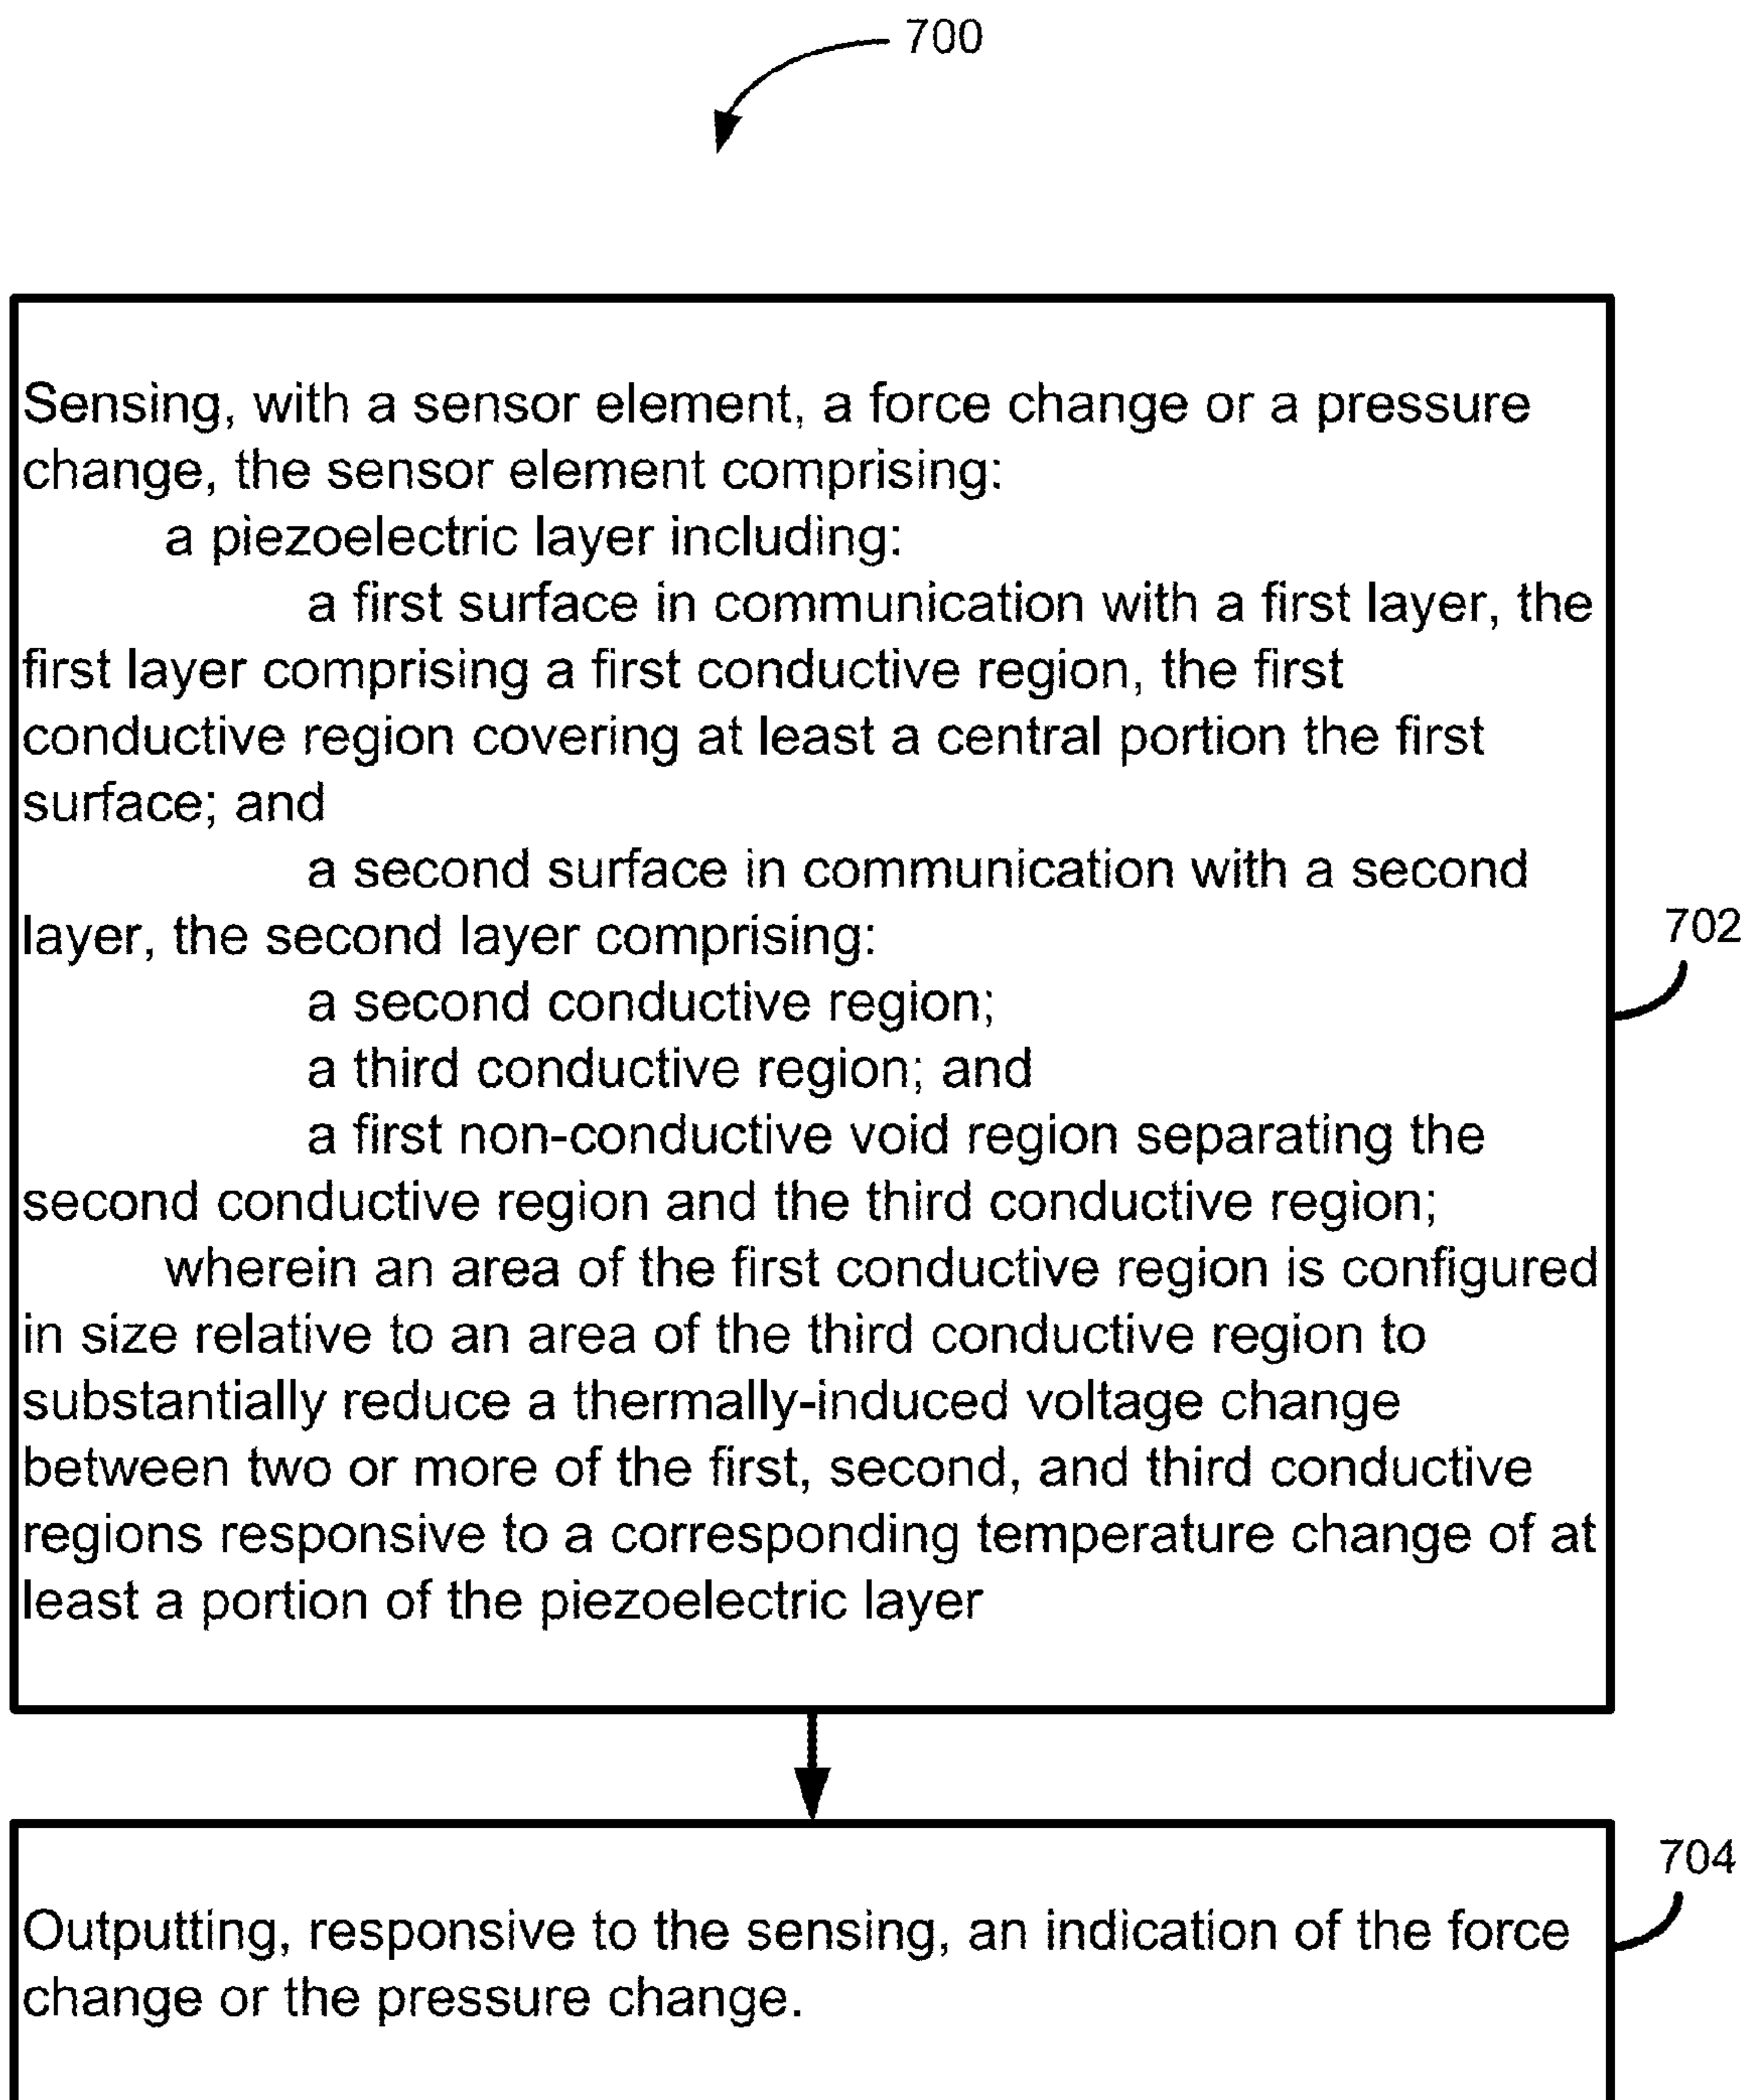 700
Sensing, with a sensor element, a force change or a pressure
change, the sensor element comprising:
a piezoelectric layer including:
a first surface in communication with a first layer, the
first layer comprising a first conductive region, the first
conductive region covering at least a central portion the first
surface; and
a second surface in communication with a second
layer, the second layer comprising:
a second conductive region;
a third conductive region; and
a first non-conductive void region separating the
second conductive region and the third conductive region;
wherein an area of the first conductive region is configured
in size relative to an area of the third conductive region to
substantially reduce a thermally-induced voltage change
between two or more of the first, second, and third conductive
regions responsive to a corresponding temperature change of at
least a portion of the piezoelectric layer
702
Outputting, responsive to the sensing, an indication of the force
change or the pressure change.
704